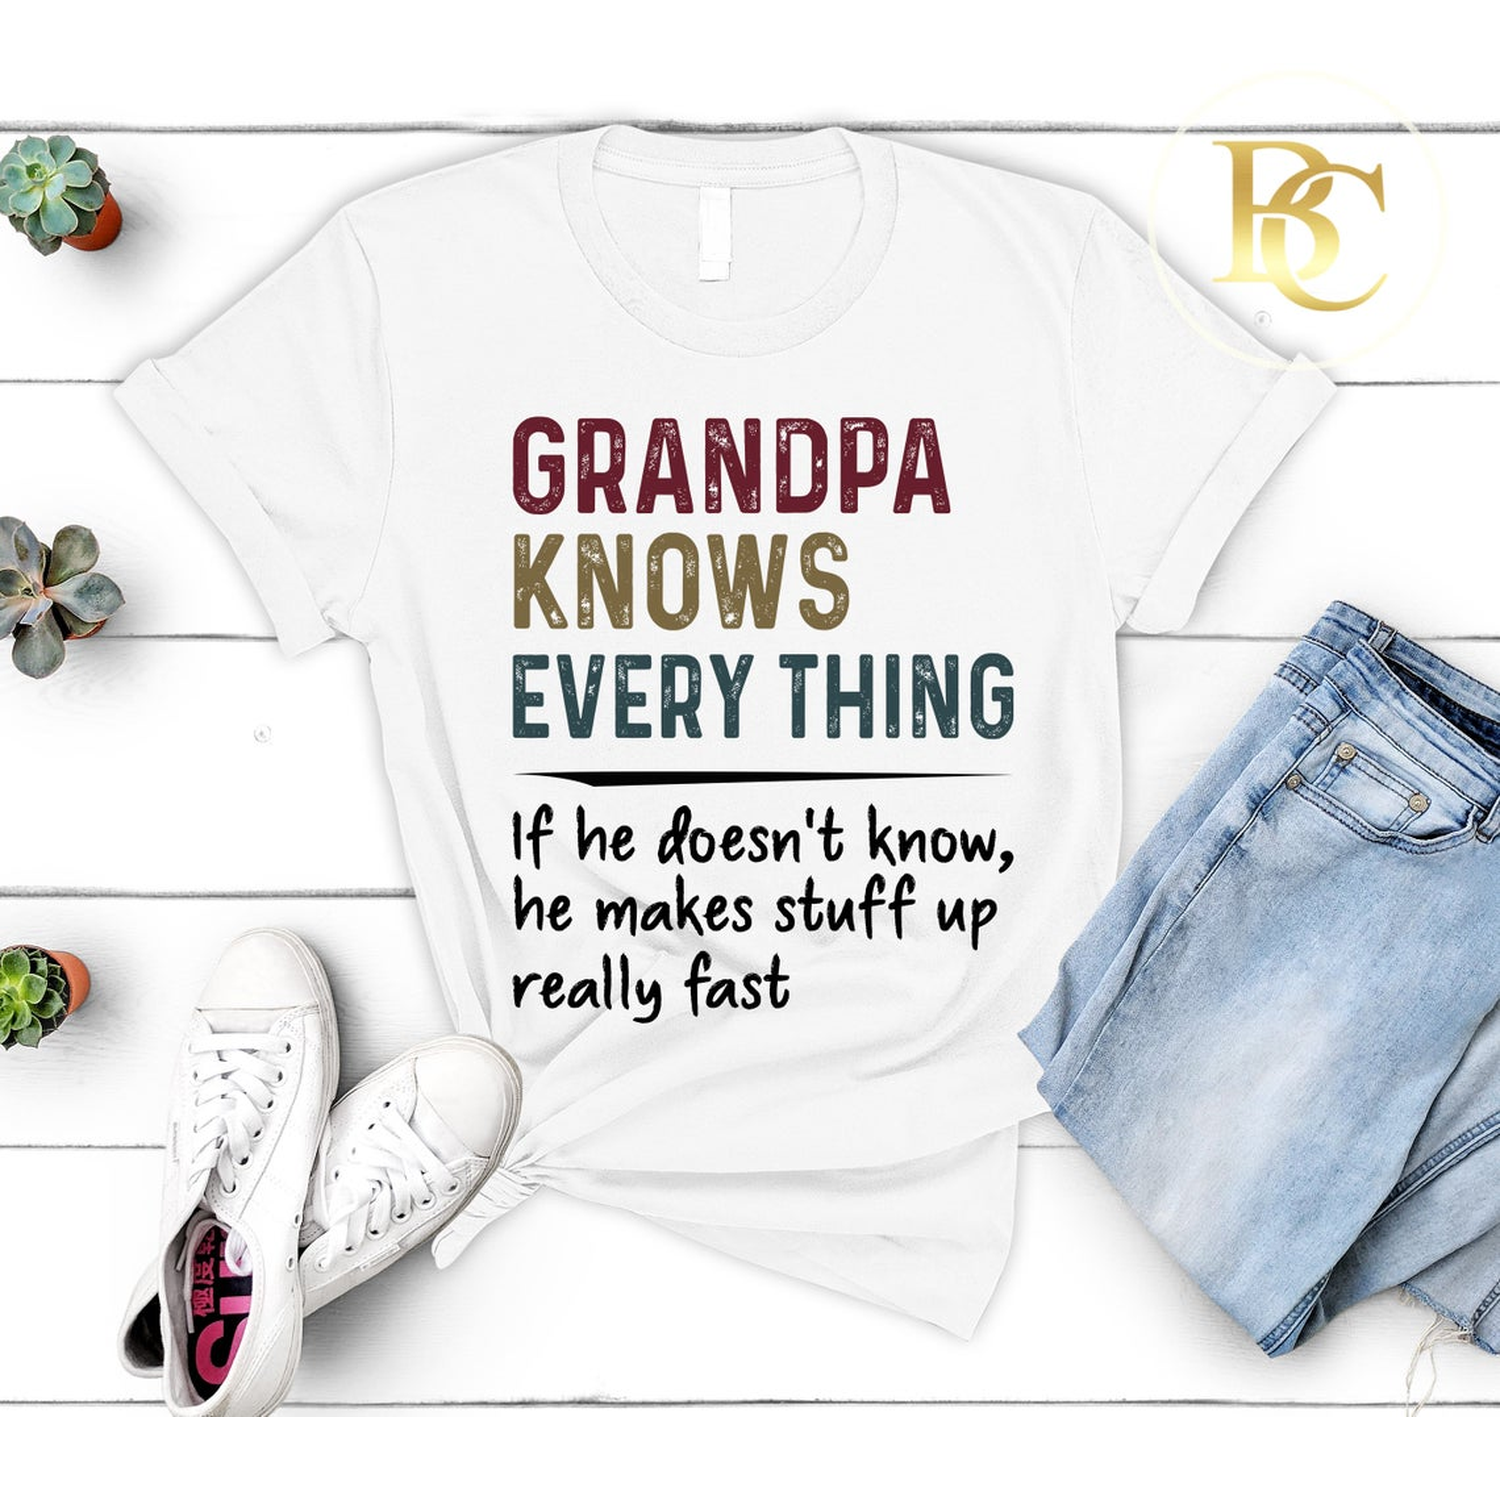 BC
GRANDPA
KNOWS
EVERY THING
If he doesn't know,
he makes stuff up
really fast